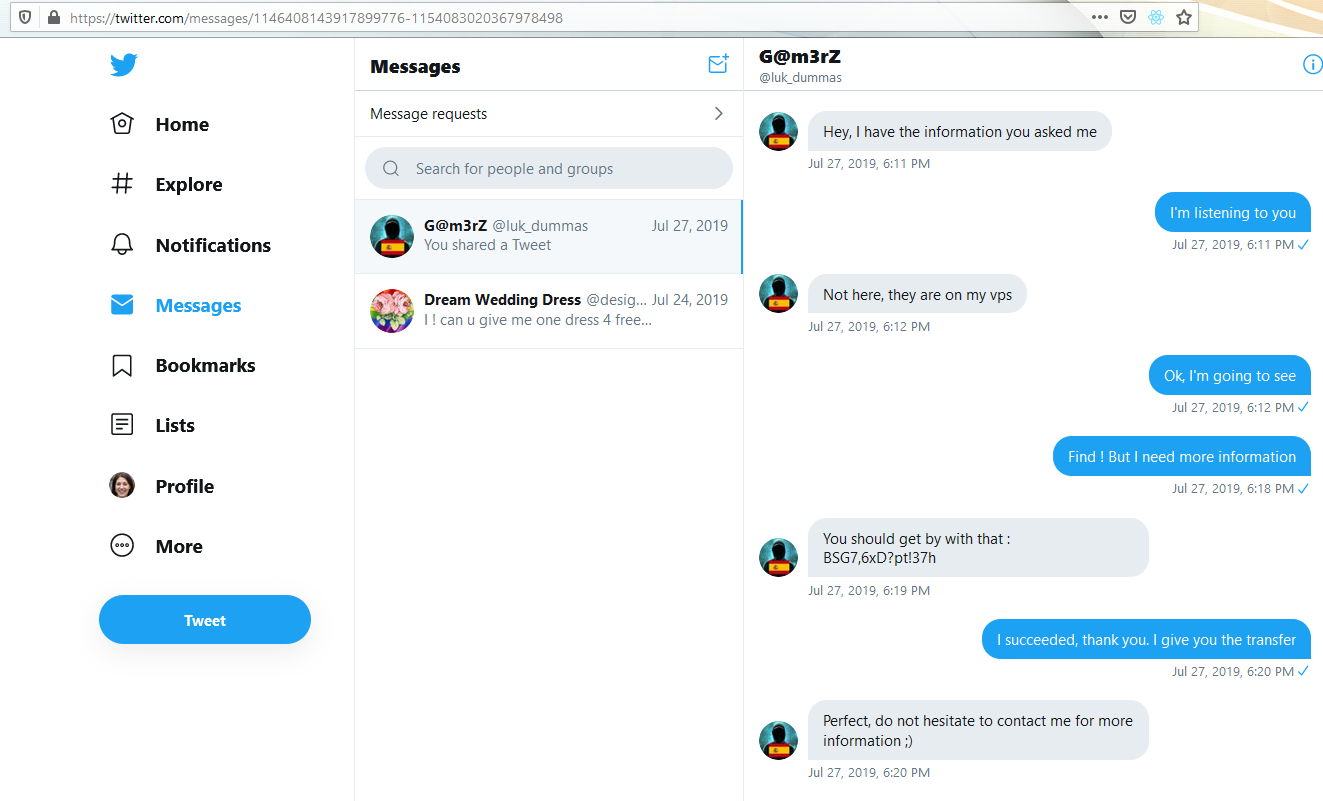 https://twitter.com/messages/1146408143917899776-1154083020367978498
Home
Explore
Notifications
Messages
Bookmarks
Lists
Profile
More
Tweet
Messages
Message requests
Search for people and groups
G@m3rZ @luk_dummas Jul 27, 2019
You shared a Tweet
Dream Wedding Dress @desig... Jul 24, 2019
I ! can u give me one dress 4 free...
G@m3rZ
@luk_dummas
Hey, I have the information you asked me
Jul 27, 2019, 6:11 PM
I'm listening to you
Jul 27, 2019, 6:11 PM ✓
Not here, they are on my vps
Jul 27, 2019, 6:12 PM
Ok, I'm going to see
Jul 27, 2019, 6:12 PM ✓
Find ! But I need more information
Jul 27, 2019, 6:18 PM ✓
You should get by with that :
BSG7,6xD?pt!37h
Jul 27, 2019, 6:19 PM
I succeeded, thank you. I give you the transfer
Jul 27, 2019, 6:20 PM ✓
Perfect, do not hesitate to contact me for more
information ;)
Jul 27, 2019, 6:20 PM